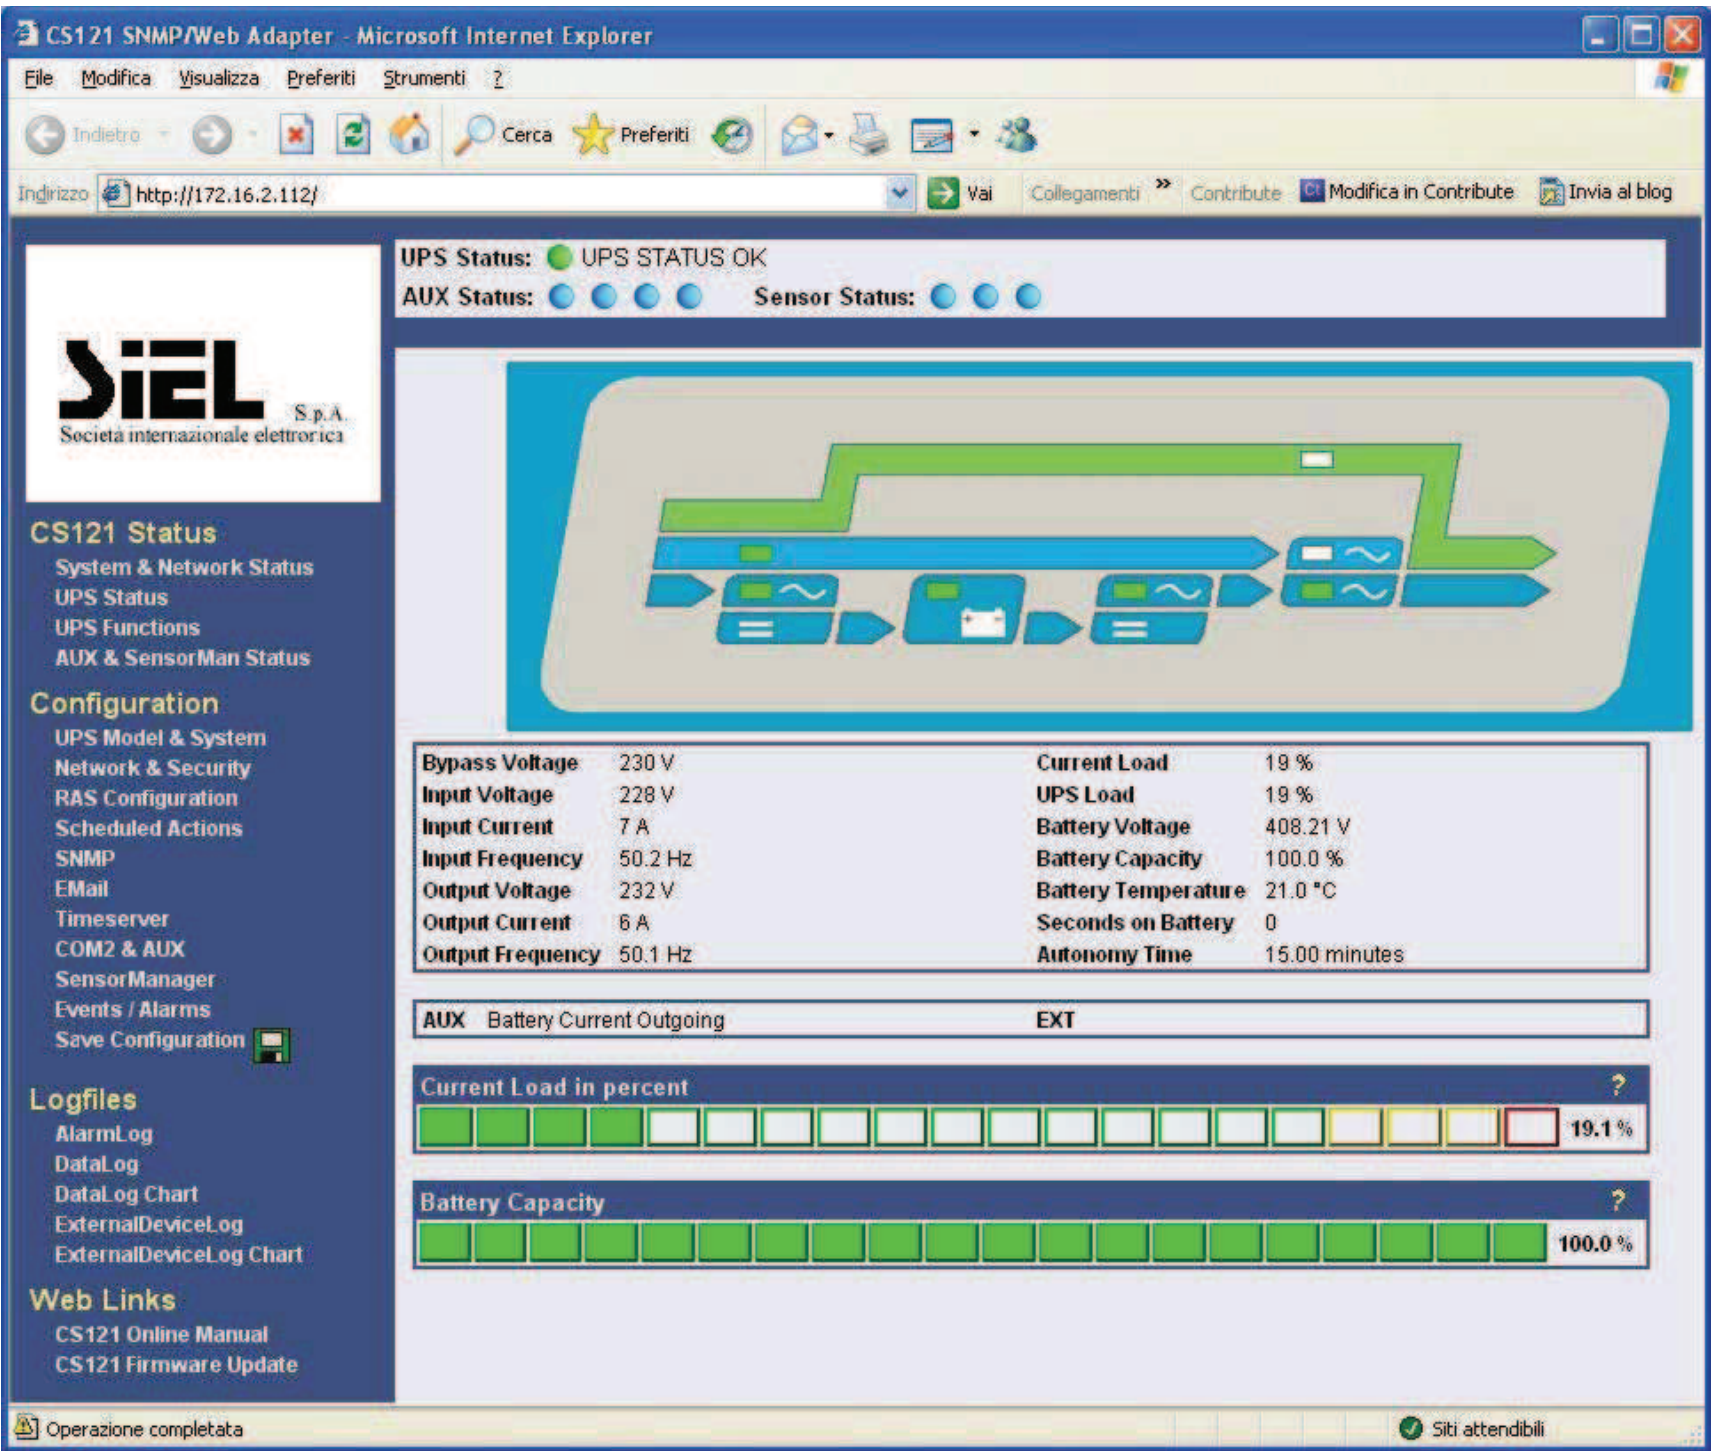 CS121 SNMP/Web Adapter - Microsoft Internet Explorer
File Modifica Visualizza Preferiti Strumenti ?
Indietro Cerca Preferiti
Indirizzo http://172.16.2.112/ Vai Collegamenti » Contribute Modifica in Contribute Invia al blog
SiEL S.p.A.
Società internazionale elettronica
UPS Status: UPS STATUS OK
AUX Status: Sensor Status:
CS121 Status
System & Network Status
UPS Status
UPS Functions
AUX & SensorMan Status
Configuration
UPS Model & System
Network & Security
RAS Configuration
Scheduled Actions
SNMP
EMail
Timeserver
COM2 & AUX
SensorManager
Events / Alarms
Save Configuration
Logfiles
AlarmLog
DataLog
DataLog Chart
ExternalDeviceLog
ExternalDeviceLog Chart
Web Links
CS121 Online Manual
CS121 Firmware Update
Bypass Voltage 230 V Current Load 19 %
Input Voltage 228 V UPS Load 19 %
Input Current 7 A Battery Voltage 408.21 V
Input Frequency 50.2 Hz Battery Capacity 100.0 %
Output Voltage 232 V Battery Temperature 21.0 °C
Output Current 6 A Seconds on Battery 0
Output Frequency 50.1 Hz Autonomy Time 15.00 minutes
AUX Battery Current Outgoing EXT
Current Load in percent ?
19.1 %
Battery Capacity ?
100.0 %
Operazione completata Siti attendibili